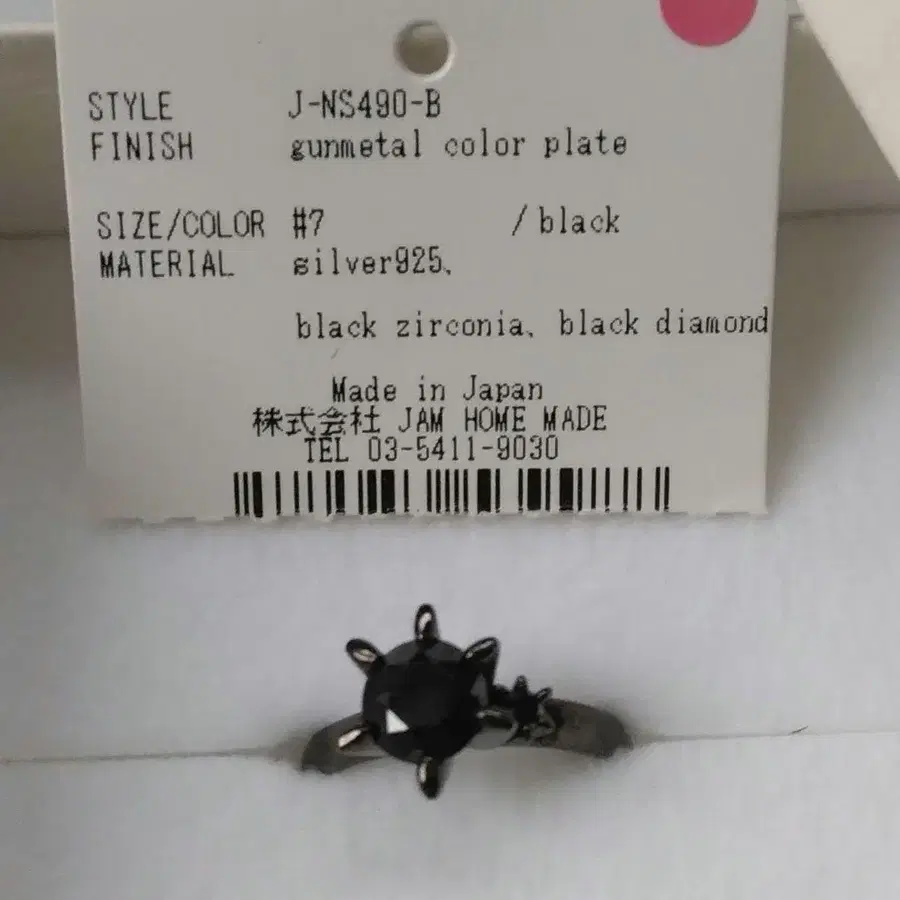 STYLE J-NS490-B
FINISH gunmetal color plate
SIZE/COLOR #7 /black
MATERIAL silver925、
black zirconia、black diamond
Made in Japan
株式会社 JAM HOME MADE
TEL 03-5411-9030